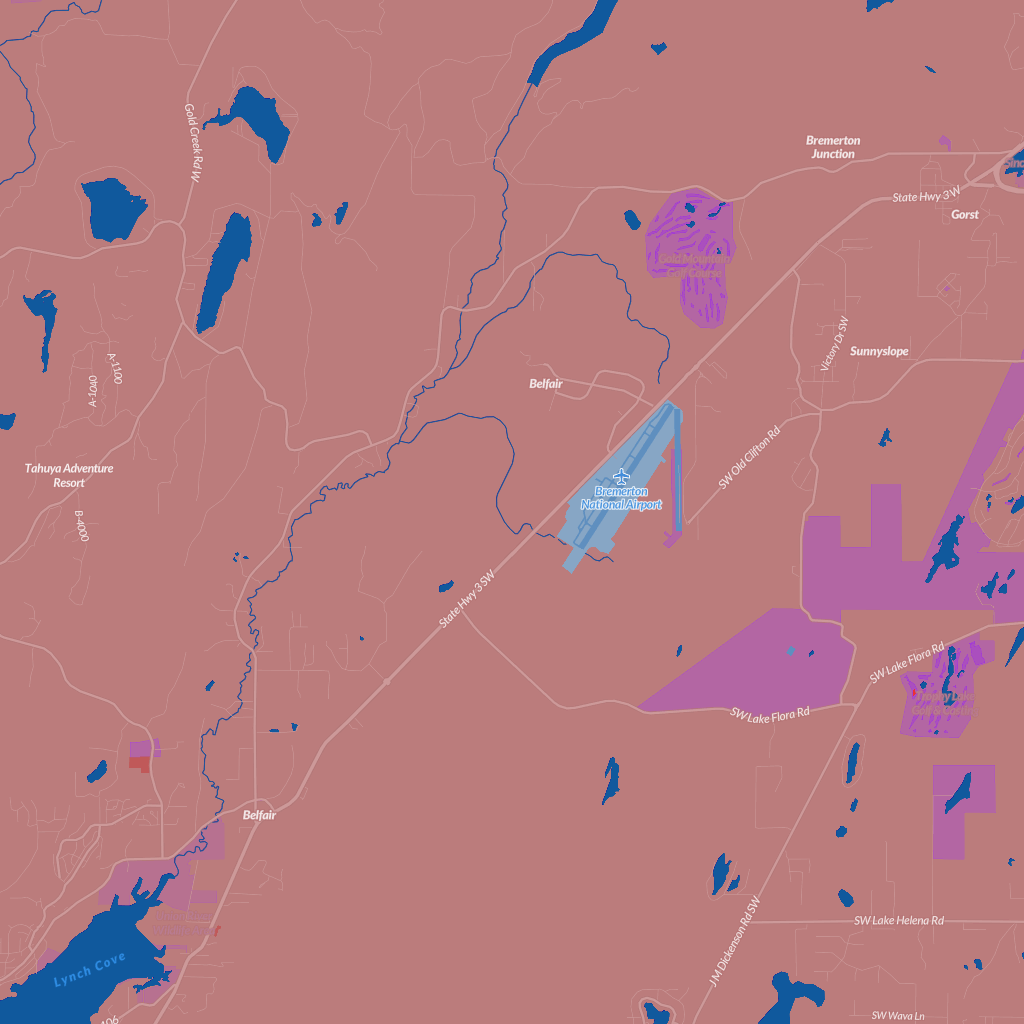 Bremerton
Junction
Gold Creek Rd W
State Hwy 3 W
Gorst
Gold Mountain
Victory Dr SW
Sunnyslope
A-1100
A-1040
Belfair
SW Old Clifton Rd
Tahuya Adventure
Resort
Bremerton
National Airport
B-4000
State Hwy 3 SW
SW Lake Flora Rd
SW Lake Flora Rd
Belfair
JM Dickenson Rd SW
SW Lake Helena Rd
Lynch Cove
106
SW Wava Ln